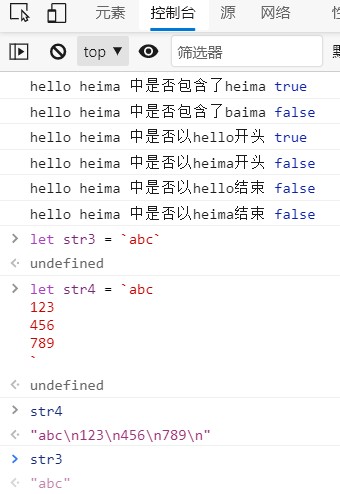 元素 控制台 源 网络
top ▼ 筛选器
hello heima 中是否包含了heima true
hello heima 中是否包含了baima false
hello heima 中是否以hello开头 true
hello heima 中是否以heima开头 false
hello heima 中是否以hello结束 false
hello heima 中是否以heima结束 false
> let str3 = `abc`
undefined
> let str4 = `abc
123
456
789
`
undefined
> str4
"abc\n123\n456\n789\n"
> str3
"abc"